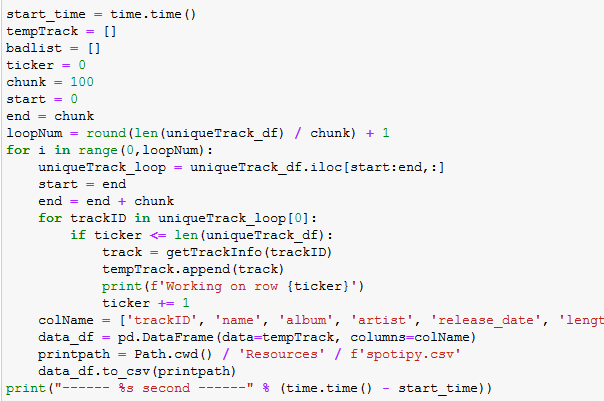 start_time = time.time()
tempTrack = []
badlist = []
ticker = 0
chunk = 100
start = 0
end = chunk
loopNum = round(len(uniqueTrack_df) / chunk) + 1
for i in range(0,loopNum):
    uniqueTrack_loop = uniqueTrack_df.iloc[start:end,:]
    start = end
    end = end + chunk
    for trackID in uniqueTrack_loop[0]:
        if ticker <= len(uniqueTrack_df):
            track = getTrackInfo(trackID)
            tempTrack.append(track)
            print(f'Working on row {ticker}')
            ticker += 1
    colName = ['trackID', 'name', 'album', 'artist', 'release_date', 'lengt
    data_df = pd.DataFrame(data=tempTrack, columns=colName)
    printpath = Path.cwd() / 'Resources' / f'spotipy.csv'
    data_df.to_csv(printpath)
print("------ %s second ------" % (time.time() - start_time))